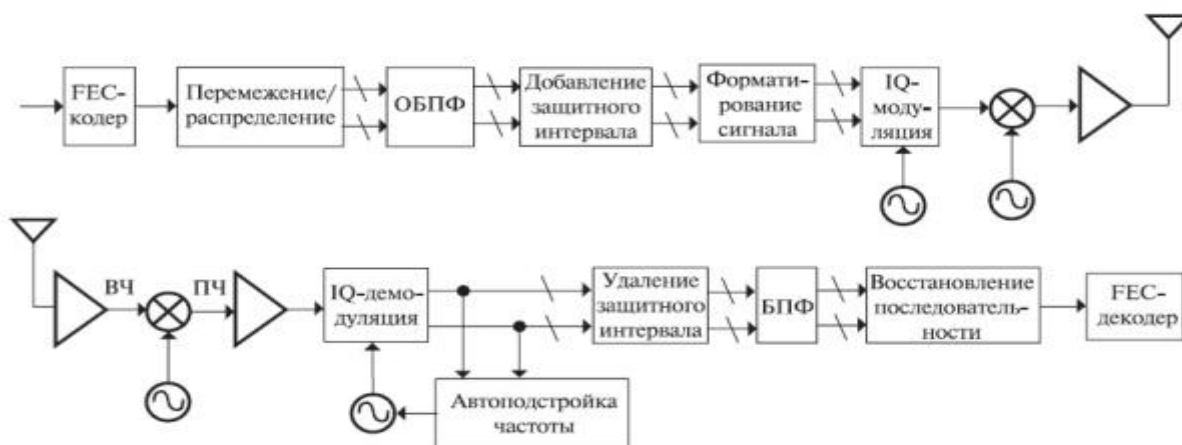 FEC-
кодер
Перемежение/
распределение
ОБПФ
Добавление
защитного
интервала
Формати-
рование
сигнала
IQ-
моду-
ляция
ВЧ
ПЧ
IQ-демо-
дуляция
Удаление
защитного
интервала
БПФ
Восстановление
последователь-
ности
FEC-
декодер
Автоподстройка
частоты